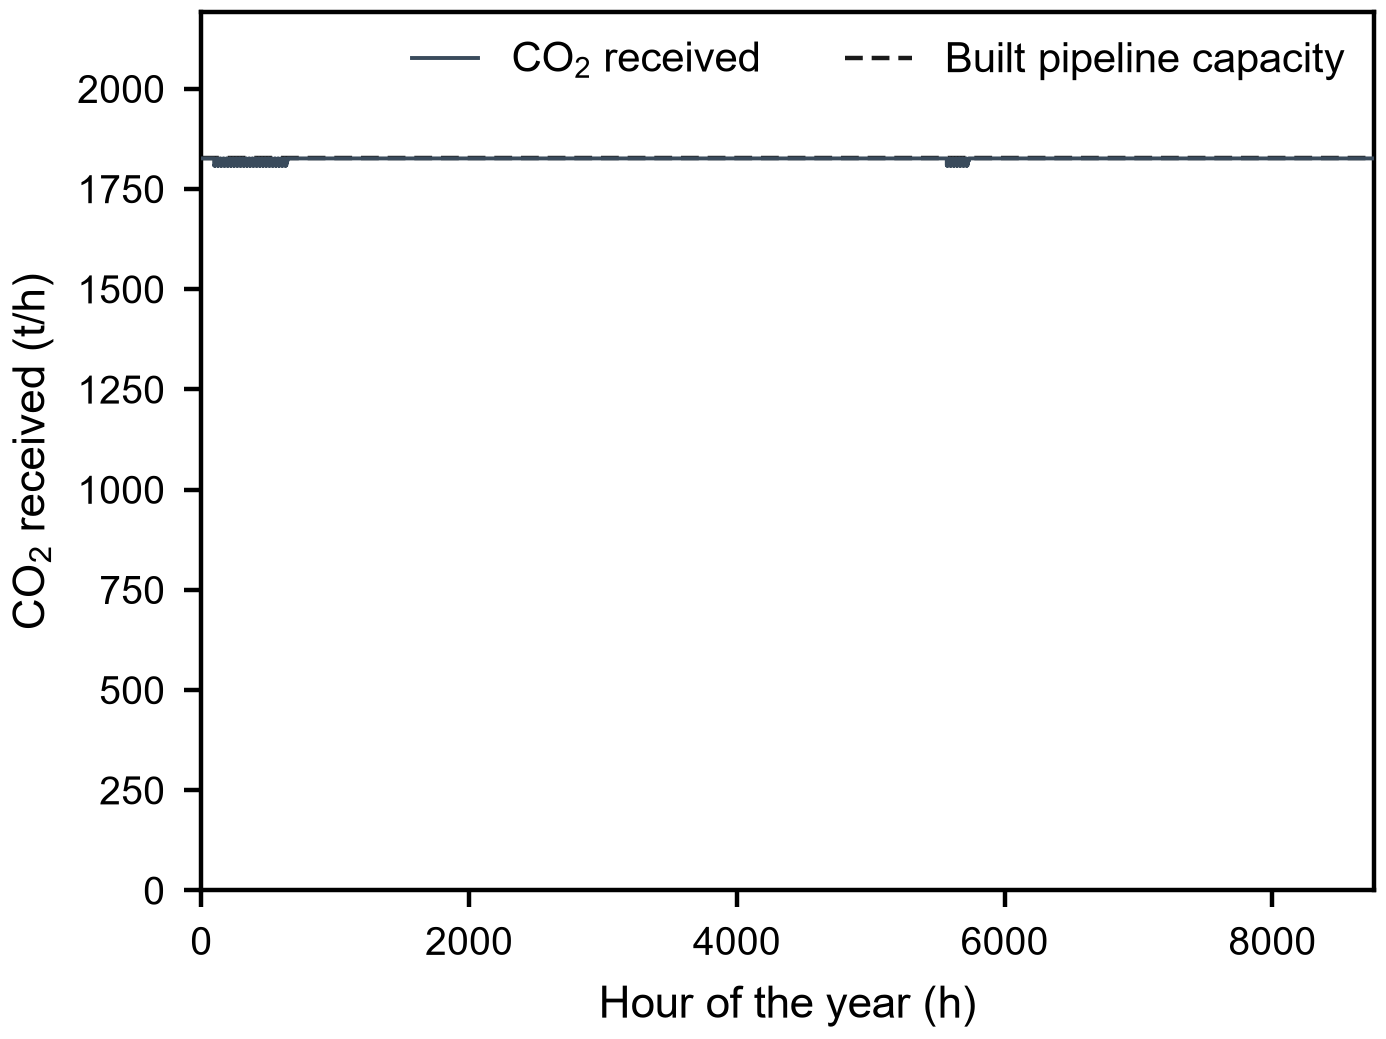 CO₂ received
Built pipeline capacity
2000
1750
1500
1250
1000
750
500
250
0
CO₂ received (t/h)
0 2000 4000 6000 8000
Hour of the year (h)